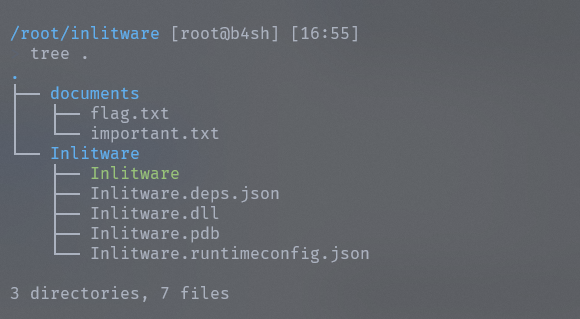 /root/inlitware [root@b4sh] [16:55]
tree .
.
├── documents
│   ├── flag.txt
│   └── important.txt
└── Inlitware
    ├── Inlitware
    ├── Inlitware.deps.json
    ├── Inlitware.dll
    ├── Inlitware.pdb
    └── Inlitware.runtimeconfig.json
3 directories, 7 files